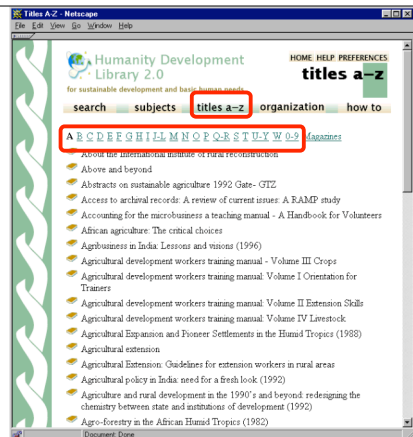 Titles A-Z - Netscape
File Edit View Go Window Help
Humanity Development
Library 2.0
for sustainable development and basic human needs
HOME HELP PREFERENCES
titles a–z
search subjects titles a–z organization how to
A B C D E F G H I J-L M N O P Q-R S T U-Y W 0-9 Magazines
About the International Institute of rural reconstruction
Above and beyond
Abstracts on sustainable agriculture 1992 Gate- GTZ
Access to archival records: A review of current issues: A RAMP study
Accounting for the microbusiness a teaching manual - A Handbook for Volunteers
African agriculture: The critical choices
Agribusiness in India: Lessons and visions (1996)
Agricultural development workers training manual - Volume III Crops
Agricultural development workers training manual: Volume I Orientation for
Trainers
Agricultural development workers training manual: Volume II Extension Skills
Agricultural development workers training manual: Volume IV Livestock
Agricultural Expansion and Pioneer Settlements in the Humid Tropics (1988)
Agricultural extension
Agricultural Extension: Guidelines for extension workers in rural areas
Agricultural policy in India: need for a fresh look (1992)
Agriculture and rural development in the 1990's and beyond: redesigning the
chemistry between state and institutions of development (1992)
Agro-forestry in the African Humid Tropics (1982)
Document: Done